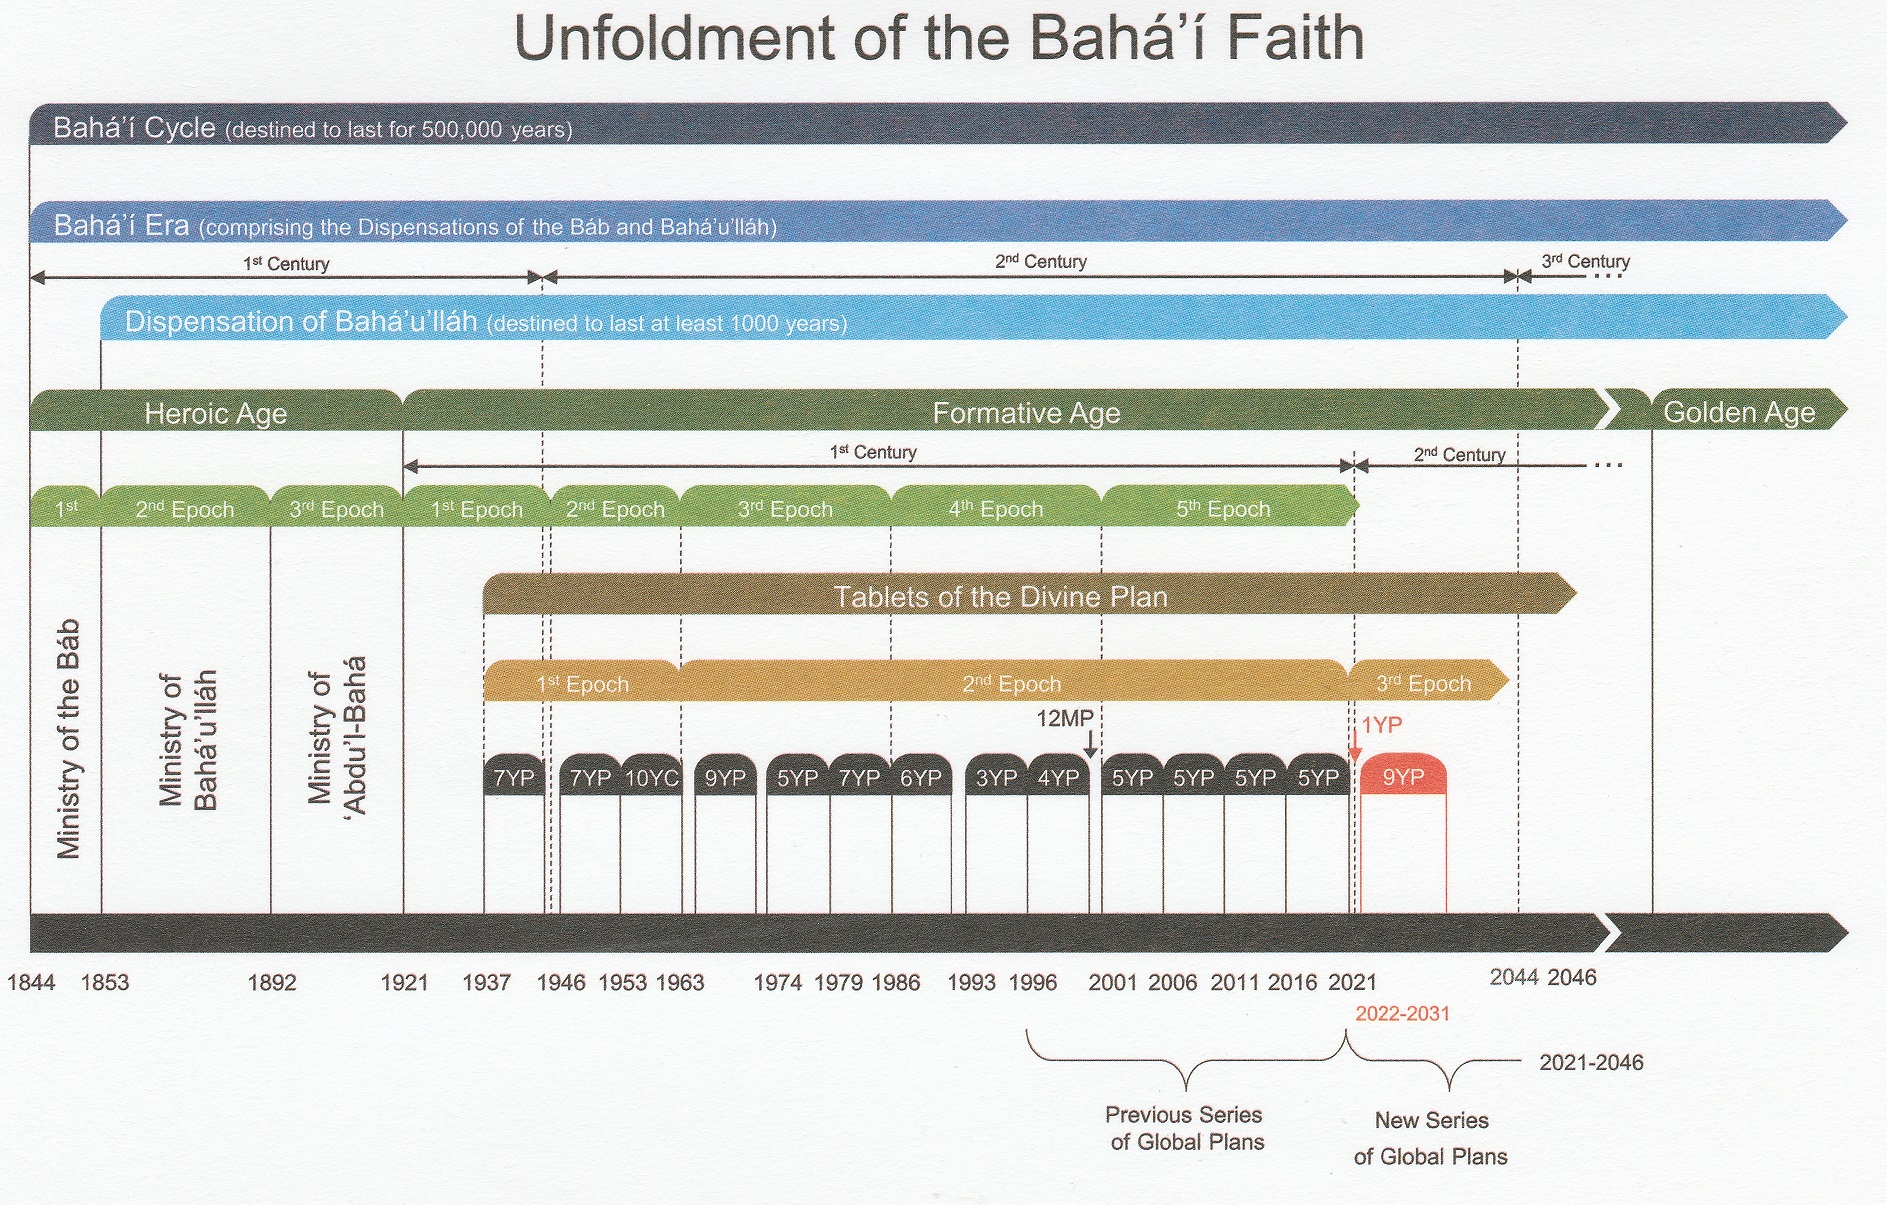 Unfoldment of the Bahá’í Faith
Bahá’í Cycle (destined to last for 500,000 years)
Bahá’í Era (comprising the Dispensations of the Báb and Bahá’u’lláh)
1st Century
2nd Century
3rd Century ...
Dispensation of Bahá’u’lláh (destined to last at least 1000 years)
Heroic Age
Formative Age
Golden Age
1st Century
2nd Century ...
1st
2nd Epoch
3rd Epoch
1st Epoch
2nd Epoch
3rd Epoch
4th Epoch
5th Epoch
Tablets of the Divine Plan
Ministry of the Báb
Ministry of
Bahá’u’lláh
Ministry of
‘Abdu’l-Bahá
1st Epoch
2nd Epoch
3rd Epoch
12MP
1YP
7YP
7YP
10YC
9YP
5YP
7YP
6YP
3YP
4YP
5YP
5YP
5YP
5YP
9YP
1844 1853 1892 1921 1937 1946 1953 1963 1974 1979 1986 1993 1996 2001 2006 2011 2016 2021 2044 2046
2022-2031
2021-2046
Previous Series
of Global Plans
New Series
of Global Plans